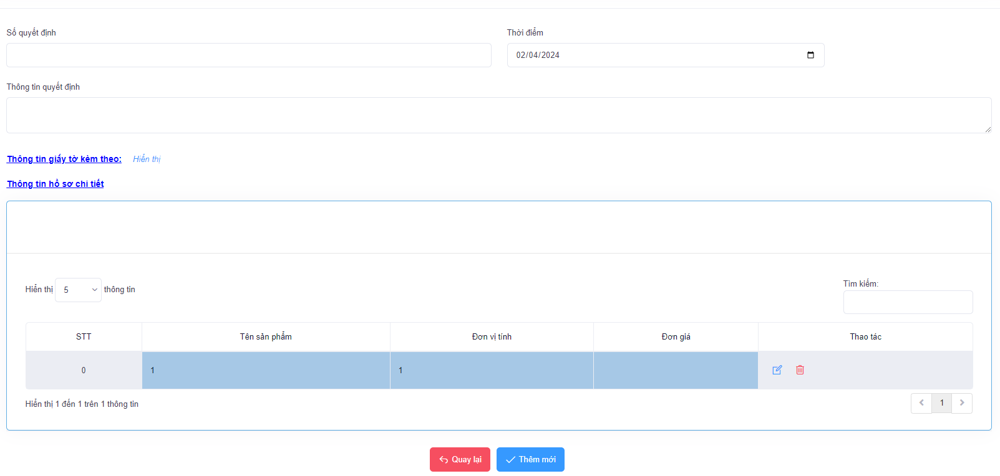 Số quyết định
Thời điểm
02/04/2024
Thông tin quyết định
Thông tin giấy tờ kèm theo: Hiển thị
Thông tin hồ sơ chi tiết
Hiển thị 5 thông tin
Tìm kiếm:
STT Tên sản phẩm Đơn vị tính Đơn giá Thao tác
0 1 1
Hiển thị 1 đến 1 trên 1 thông tin
1
Quay lại Thêm mới